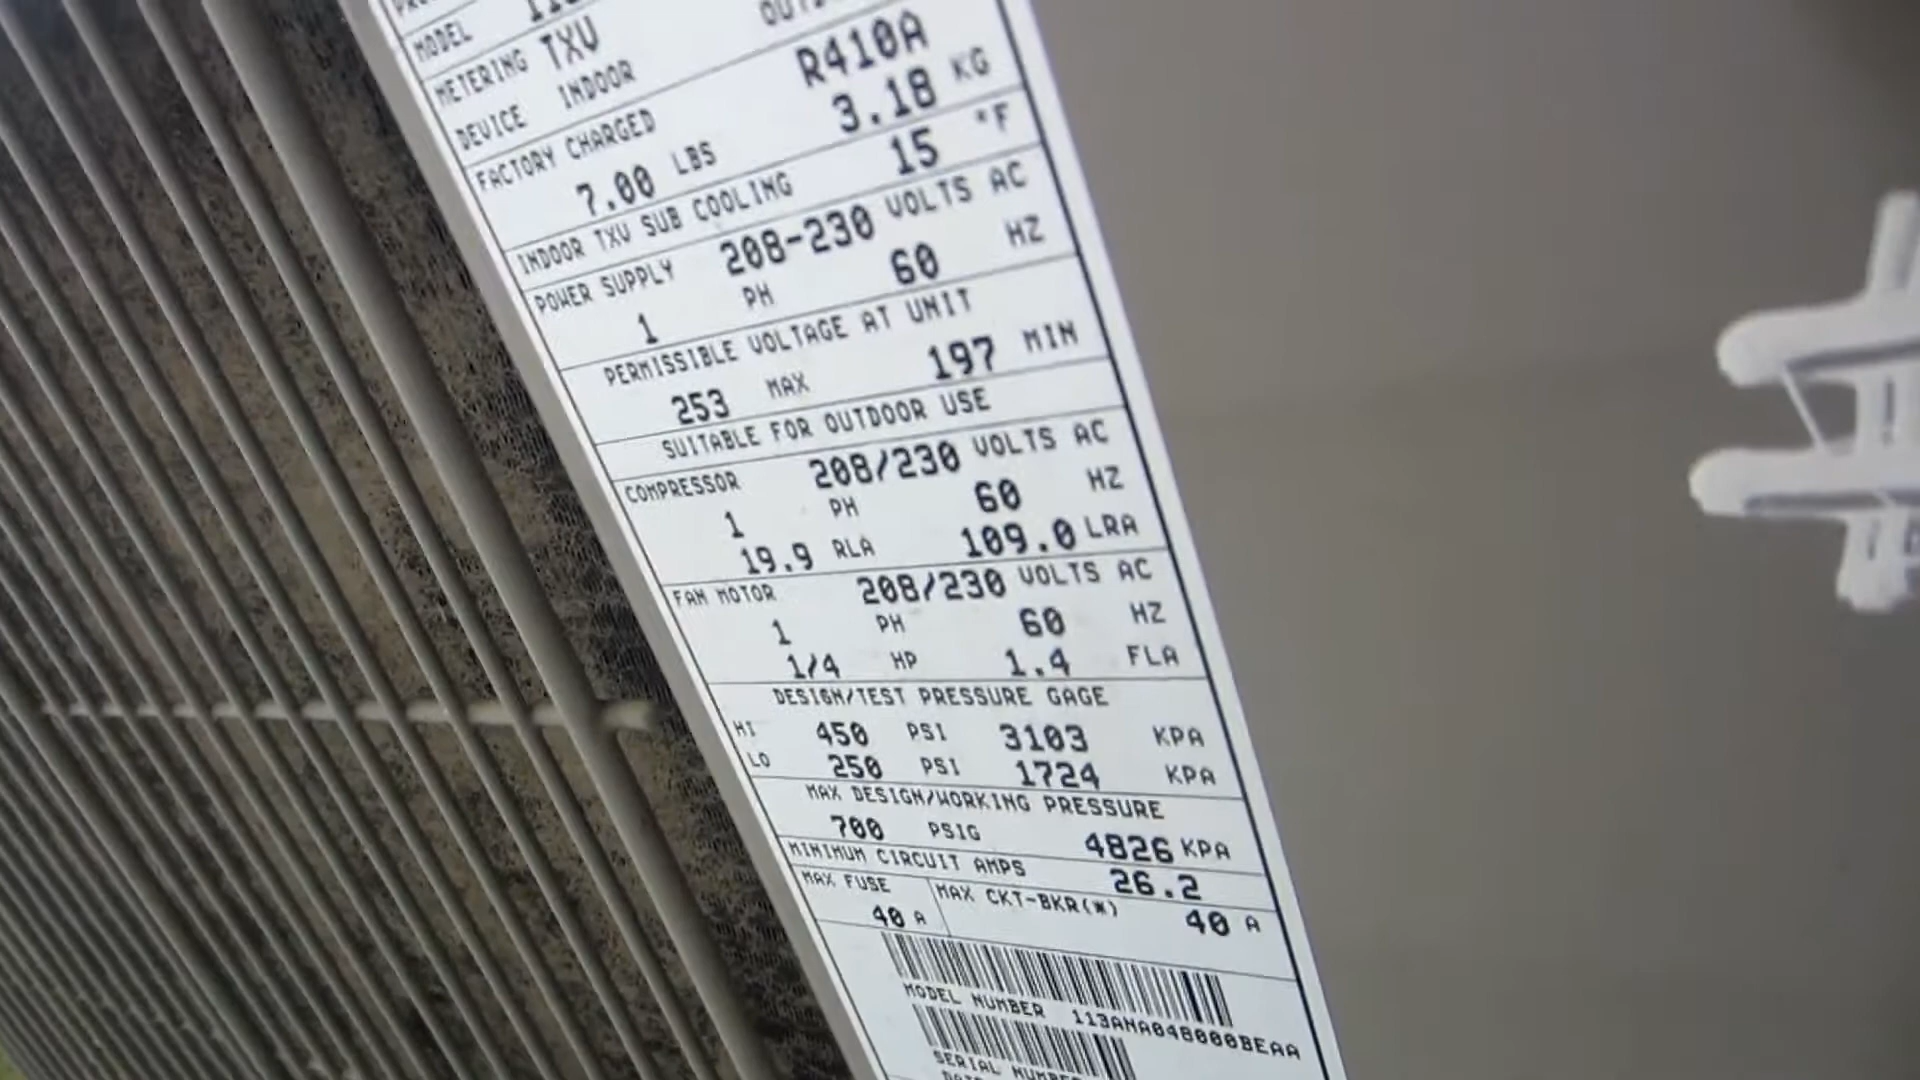 MODEL
METERING TXV
DEVICE INDOOR
FACTORY CHARGED R410A
7.00 LBS 3.18 KG
INDOOR TXV SUB COOLING 15 °F
POWER SUPPLY 208-230 VOLTS AC
1 PH 60 HZ
PERMISSIBLE VOLTAGE AT UNIT
253 MAX 197 MIN
SUITABLE FOR OUTDOOR USE
COMPRESSOR 208/230 VOLTS AC
1 PH 60 HZ
19.9 RLA 109.0 LRA
FAN MOTOR 208/230 VOLTS AC
1 PH 60 HZ
1/4 HP 1.4 FLA
DESIGN/TEST PRESSURE GAGE
HI 450 PSI 3103 KPA
LO 250 PSI 1724 KPA
MAX DESIGN/WORKING PRESSURE
700 PSIG 4826 KPA
MINIMUM CIRCUIT AMPS 26.2
MAX FUSE MAX CKT-BKR(*)
40 A 40 A
MODEL NUMBER 113ANA048000BEAA
SERIAL NUMBER